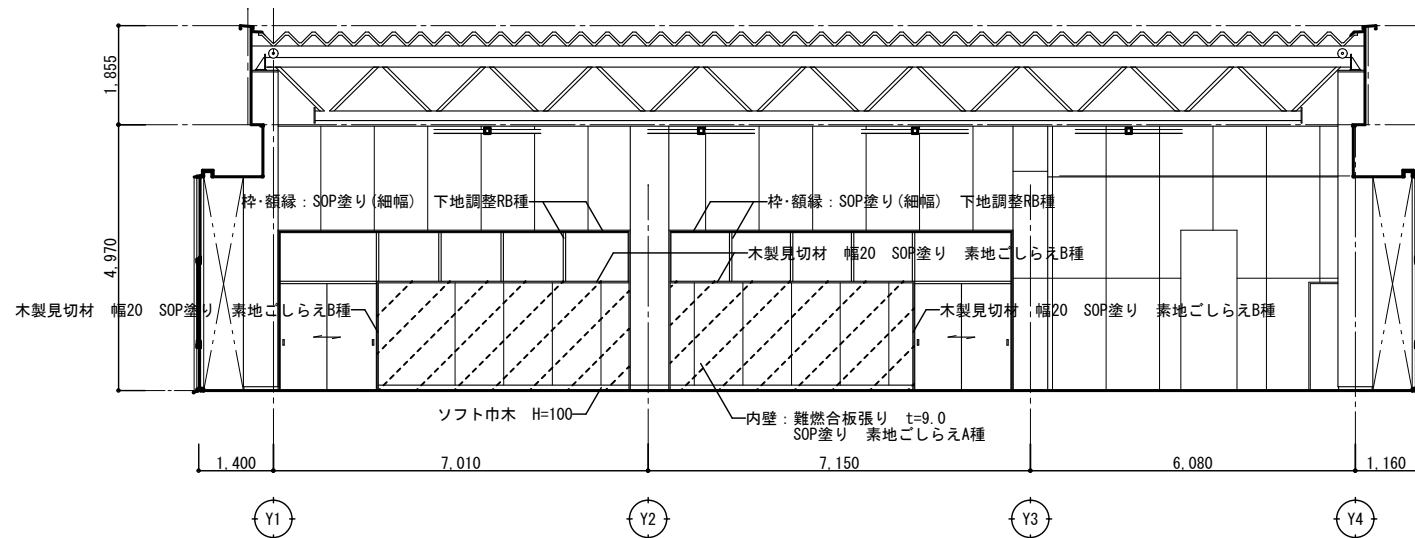 1,855
4,970
枠・額縁：SOP塗り(細幅)　下地調整RB種
枠・額縁：SOP塗り(細幅)　下地調整RB種
木製見切材　幅20　SOP塗り　素地ごしらえB種
木製見切材　幅20　SOP塗り　素地ごしらえB種
木製見切材　幅20　SOP塗り　素地ごしらえB種
ソフト巾木　H=100
内壁：難燃合板張り　t=9.0
SOP塗り　素地ごしらえA種
1,400
7,010
7,150
6,080
1,160
Y1
Y2
Y3
Y4